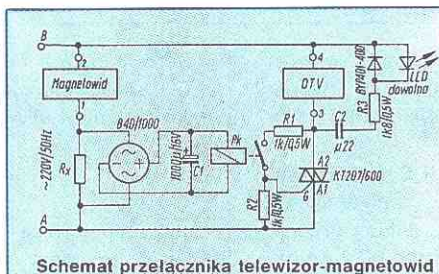 B
2
Magnetowid
1
~220V/50Hz
Rx
B40/1000
1000µ/16V
C1
Pk
R1
1k/0,5W
R2
1k/0,5W
4
OTV
3
C2
µ22
R3
1k8/0,5W
BYP401-400
LED
dowolna
A2
A1
G
KT207/600
A
Schemat przełącznika telewizor-magnetowid